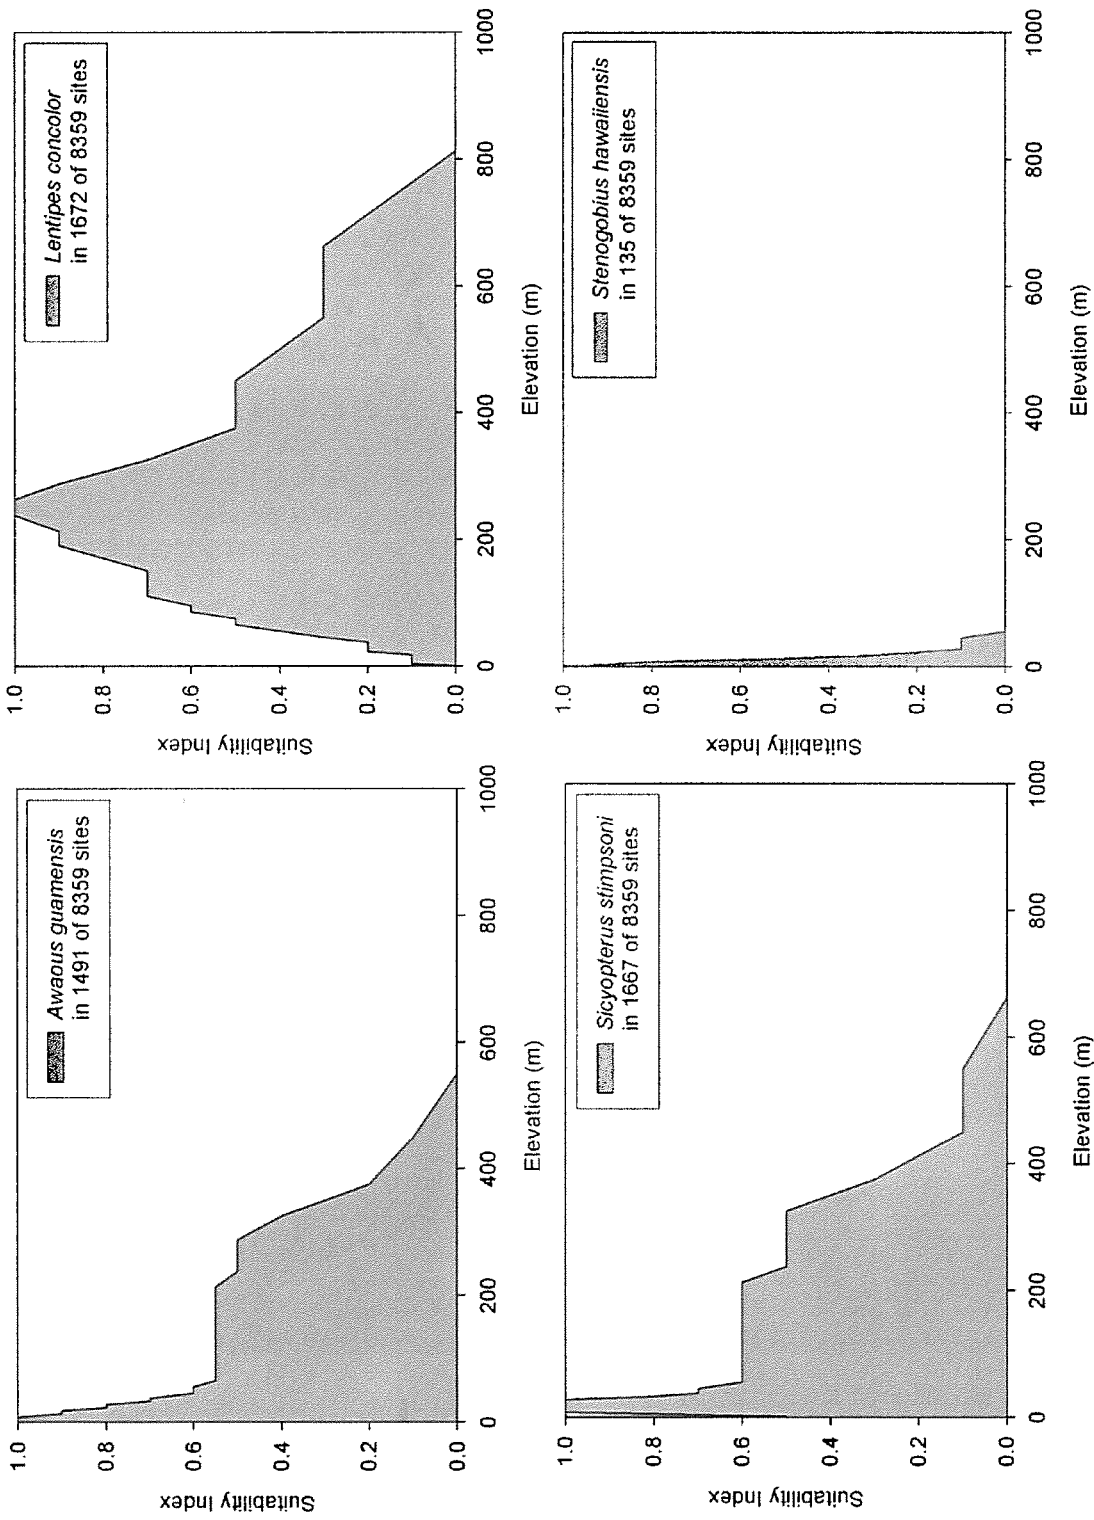 Suitability Index
1.0
0.8
0.6
0.4
0.2
0.0
Awaous guamensis
in 1491 of 8359 sites
0 200 400 600 800 1000
Elevation (m)
Suitability Index
1.0
0.8
0.6
0.4
0.2
0.0
Lentipes concolor
in 1672 of 8359 sites
0 200 400 600 800 1000
Elevation (m)
Suitability Index
1.0
0.8
0.6
0.4
0.2
0.0
Sicyopterus stimpsoni
in 1667 of 8359 sites
0 200 400 600 800 1000
Elevation (m)
Suitability Index
1.0
0.8
0.6
0.4
0.2
0.0
Stenogobius hawaiiensis
in 135 of 8359 sites
0 200 400 600 800 1000
Elevation (m)